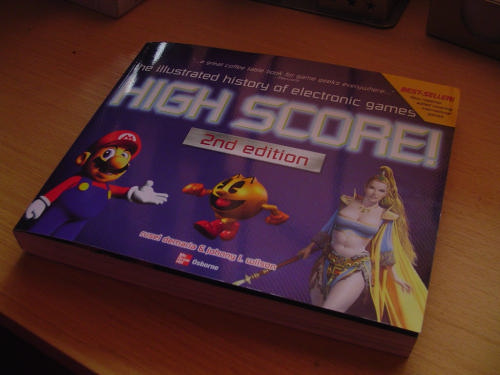 a great coffee table book for game geeks everywhere...
the illustrated history of electronic games
BEST-SELLER!
HIGH SCORE!
2nd edition
rusel demaria & johnny l. wilson
Osborne